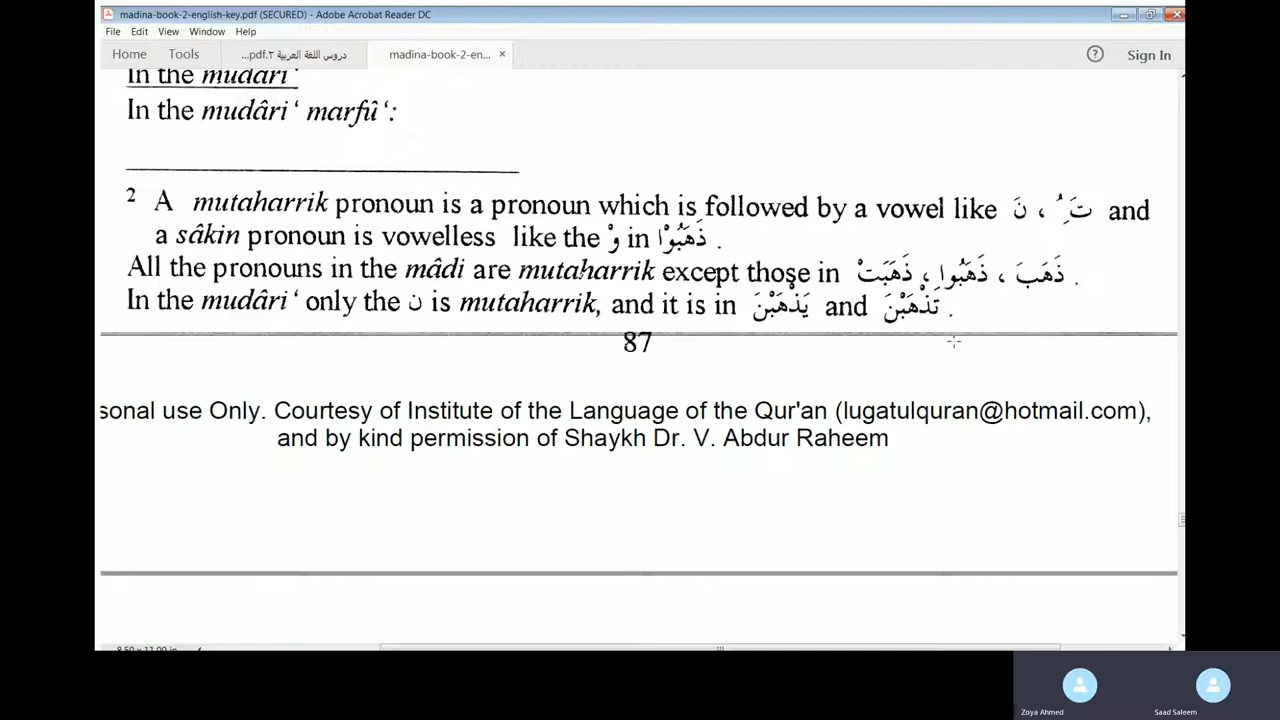 madina-book-2-english-key.pdf (SECURED) - Adobe Acrobat Reader DC
File Edit View Window Help
Home Tools دروس اللغة العربية ٢.pdf... madina-book-2-en... × ? Sign In
In the mudâri‘
In the mudâri‘ marfû‘:
2 A mutaharrik pronoun is a pronoun which is followed by a vowel like تَُِ ، نَ and
a sâkin pronoun is vowelless like the وْ in ذَهَبُوْا .
All the pronouns in the mâdi are mutaharrik except those in ذَهَبَ ، ذَهَبُوا ، ذَهَبَتْ .
In the mudâri‘ only the ن is mutaharrik, and it is in يَذْهَبْنَ and تَذْهَبْنَ .
87
sonal use Only. Courtesy of Institute of the Language of the Qur'an (lugatulquran@hotmail.com),
and by kind permission of Shaykh Dr. V. Abdur Raheem
8.50 x 11.00 in
Zoya Ahmed Saad Saleem